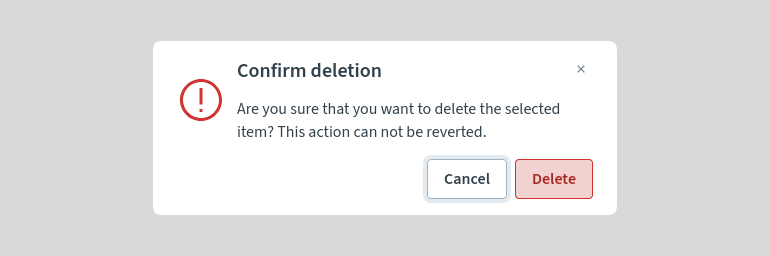 Confirm deletion
×
Are you sure that you want to delete the selected
item? This action can not be reverted.
Cancel
Delete